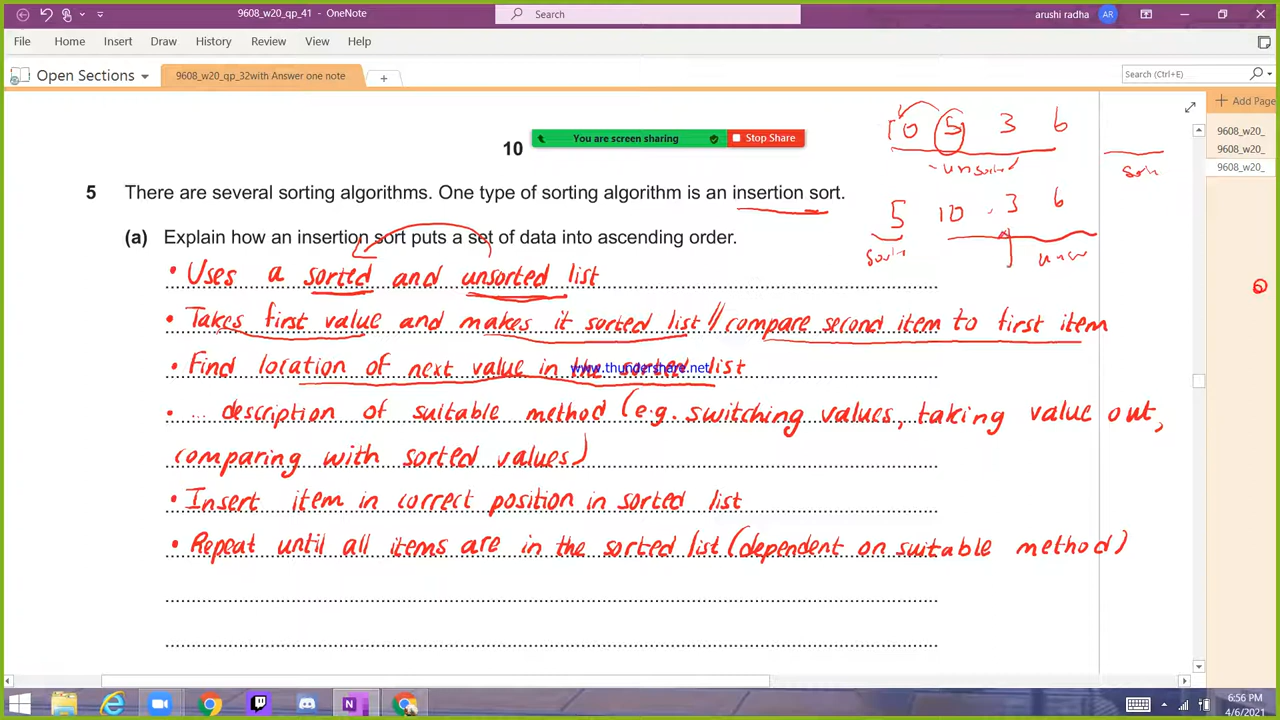 9608_w20_qp_41 - OneNote
Search
arushi radha
AR
File Home Insert Draw History Review View Help
Open Sections
9608_w20_qp_32with Answer one note
+
Search (Ctrl+E)
+ Add Page
9608_w20_
9608_w20_
9608_w20_
You are screen sharing
Stop Share
10
10 5 3 6
unsorted
5 10 3 6
5 There are several sorting algorithms. One type of sorting algorithm is an insertion sort.
(a) Explain how an insertion sort puts a set of data into ascending order.
• Uses a sorted and unsorted list
• Takes first value and makes it sorted list // compare second item to first item
• Find location of next value in the sorted list
www.thundershare.net
• ... description of suitable method (e.g. switching values, taking value out,
comparing with sorted values)
• Insert item in correct position in sorted list
• Repeat until all items are in the sorted list (dependent on suitable method)
6:56 PM
4/6/2021